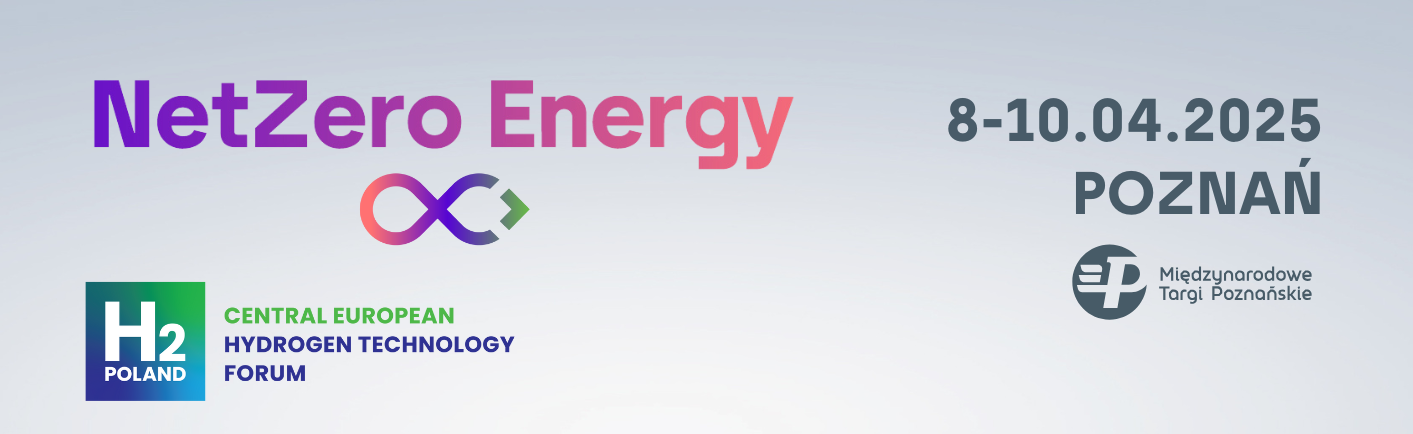 NetZero Energy
8-10.04.2025
POZNAŃ
Międzynarodowe
Targi Poznańskie
H2
POLAND
CENTRAL EUROPEAN
HYDROGEN TECHNOLOGY
FORUM